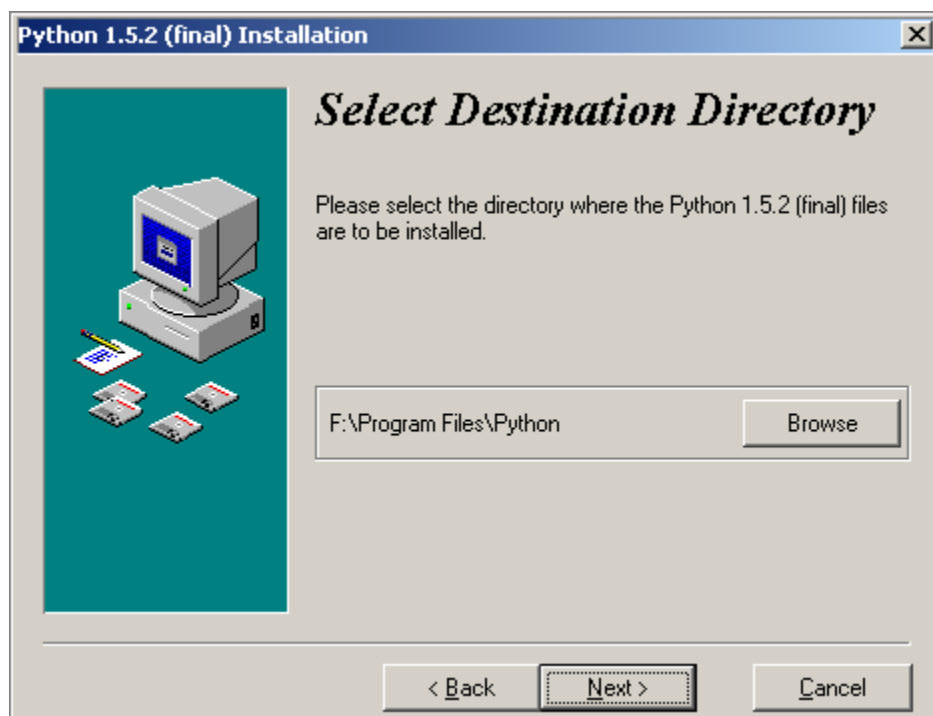 Python 1.5.2 (final) Installation
Select Destination Directory
Please select the directory where the Python 1.5.2 (final) files
are to be installed.
F:\Program Files\Python
Browse
< Back
Next >
Cancel